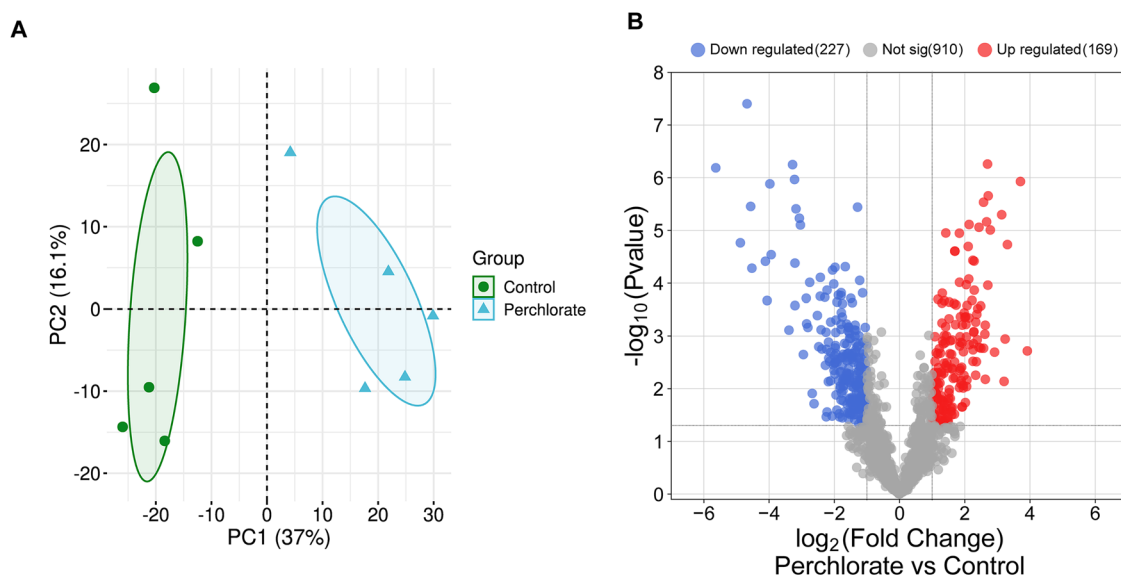 A
20
10
0
-10
-20
PC2 (16.1%)
-20
-10
0
10
20
30
PC1 (37%)
Group
Control
Perchlorate
B
Down regulated(227)
Not sig(910)
Up regulated(169)
8
7
6
5
4
3
2
1
0
-log10(Pvalue)
−6
−4
−2
0
2
4
6
log2(Fold Change)
Perchlorate vs Control